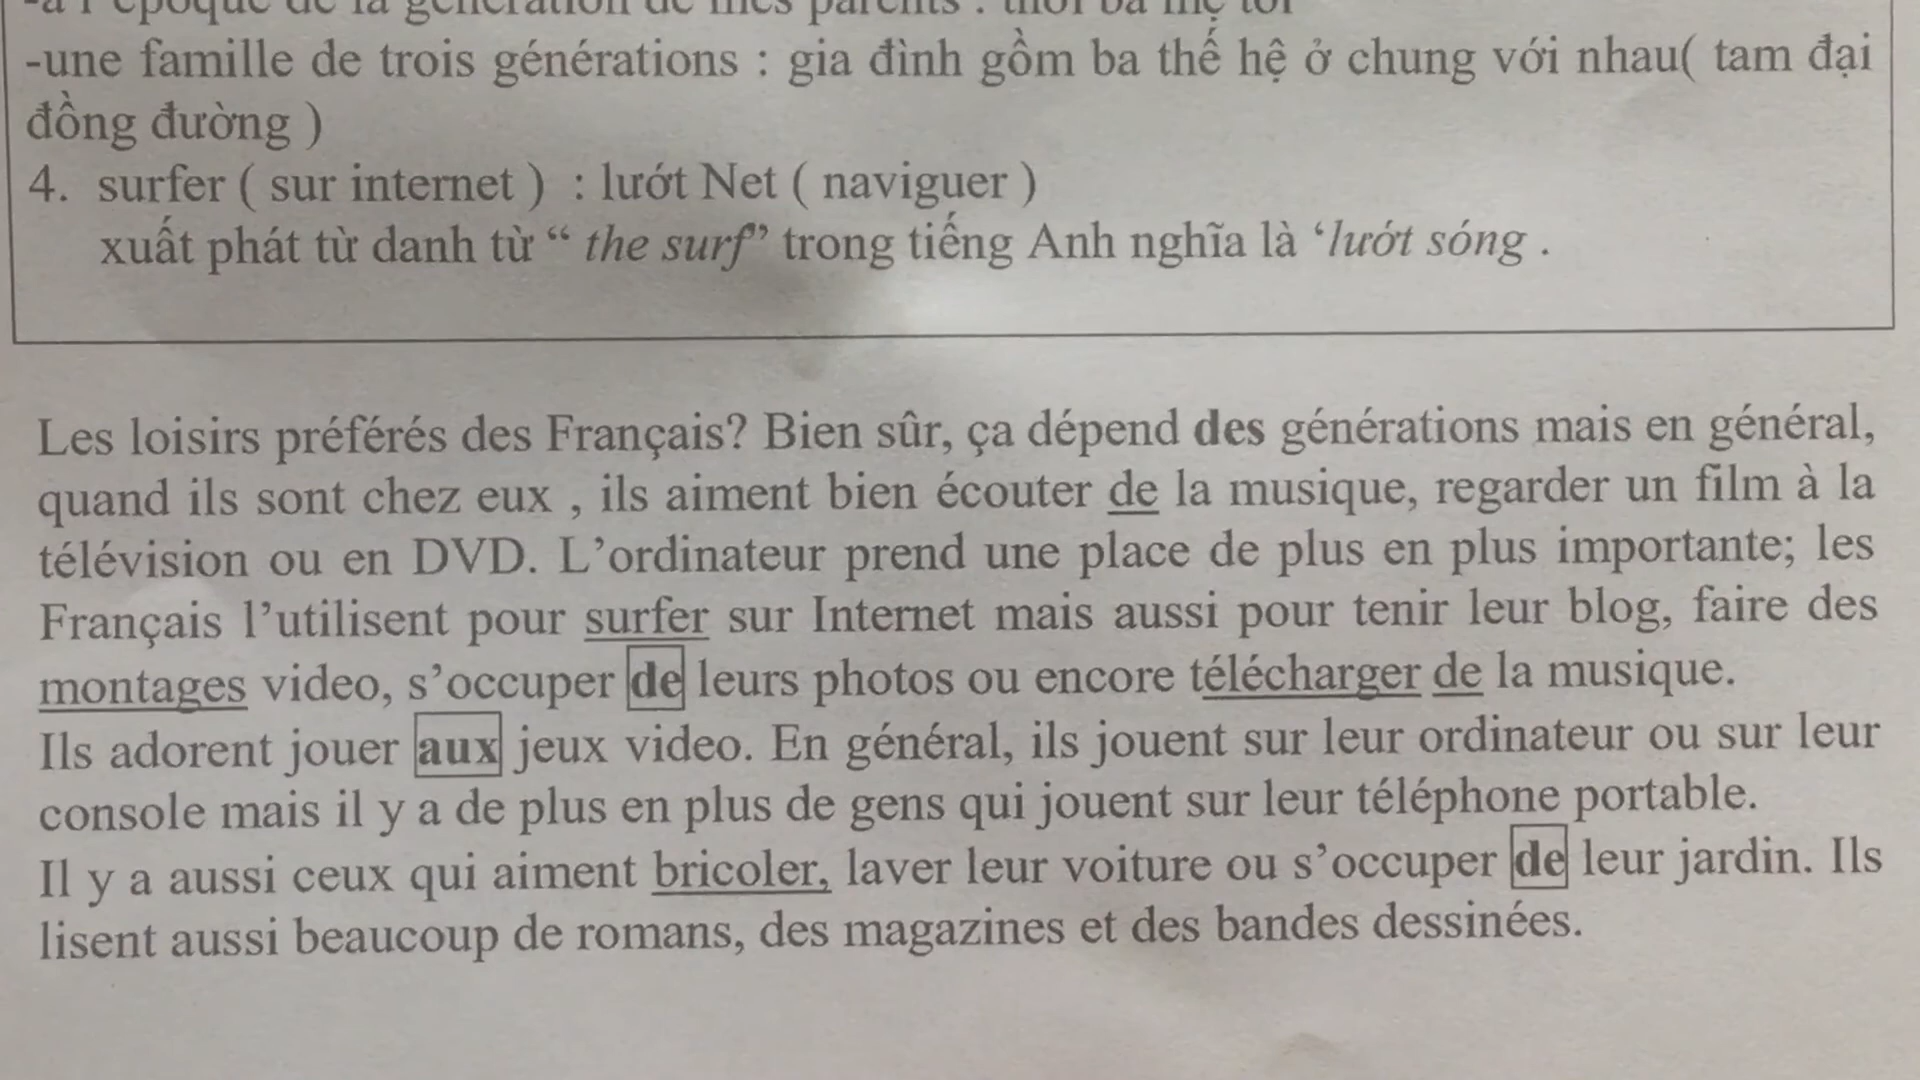 -à l'époque de la génération de mes parents : thời ba mẹ tôi
-une famille de trois générations : gia đình gồm ba thế hệ ở chung với nhau( tam đại
đồng đường )
4. surfer ( sur internet ) : lướt Net ( naviguer )
xuất phát từ danh từ “ the surf” trong tiếng Anh nghĩa là ‘lướt sóng .
Les loisirs préférés des Français? Bien sûr, ça dépend des générations mais en général,
quand ils sont chez eux , ils aiment bien écouter de la musique, regarder un film à la
télévision ou en DVD. L’ordinateur prend une place de plus en plus importante; les
Français l’utilisent pour surfer sur Internet mais aussi pour tenir leur blog, faire des
montages video, s’occuper de leurs photos ou encore télécharger de la musique.
Ils adorent jouer aux jeux video. En général, ils jouent sur leur ordinateur ou sur leur
console mais il y a de plus en plus de gens qui jouent sur leur téléphone portable.
Il y a aussi ceux qui aiment bricoler, laver leur voiture ou s’occuper de leur jardin. Ils
lisent aussi beaucoup de romans, des magazines et des bandes dessinées.